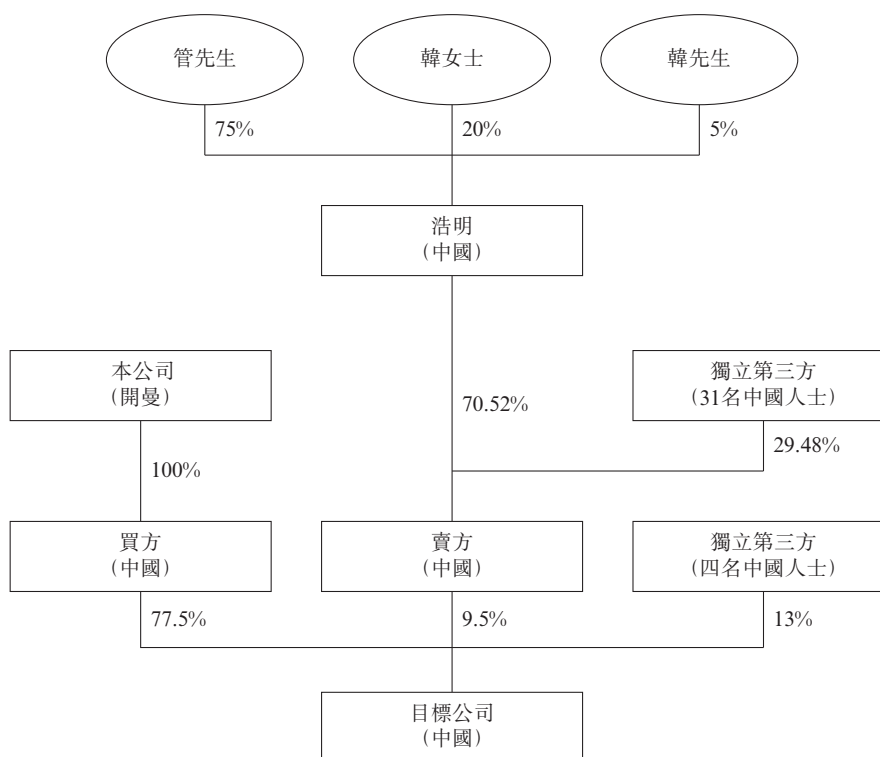 管先生
韓女士
韓先生
75%
20%
5%
浩明
(中國)
本公司
(開曼)
70.52%
獨立第三方
(31名中國人士)
29.48%
100%
買方
(中國)
賣方
(中國)
獨立第三方
(四名中國人士)
77.5%
9.5%
13%
目標公司
(中國)